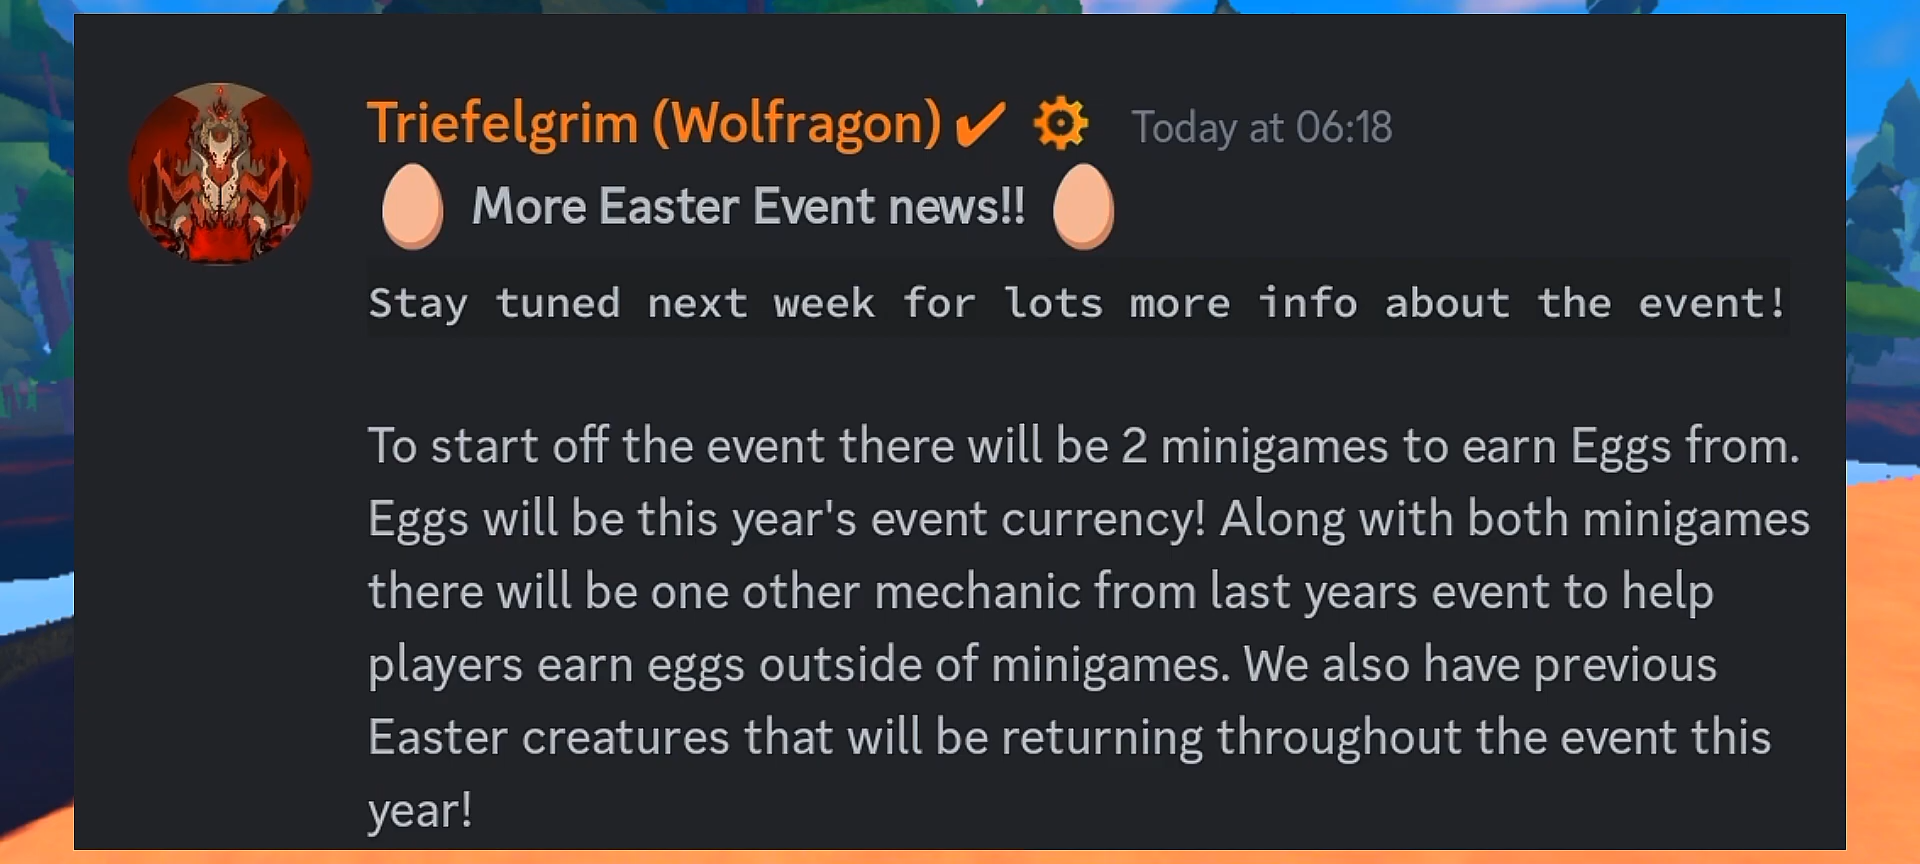 Triefelgrim (Wolfragon) ✔ ⚙ Today at 06:18
🥚 More Easter Event news!! 🥚
Stay tuned next week for lots more info about the event!
To start off the event there will be 2 minigames to earn Eggs from.
Eggs will be this year's event currency! Along with both minigames
there will be one other mechanic from last years event to help
players earn eggs outside of minigames. We also have previous
Easter creatures that will be returning throughout the event this
year!